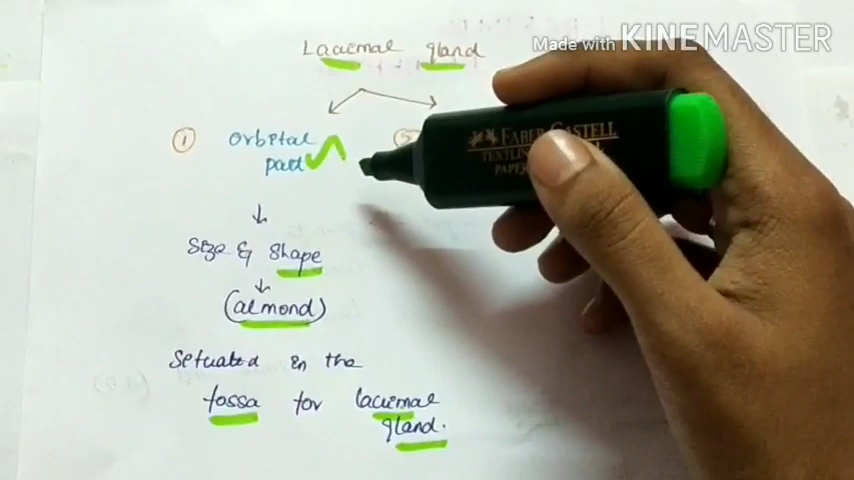 Made with KINEMASTER
Lacrimal gland
① Orbital
part
FABER-CASTELL
Size & shape
(almond)
Situated in the
fossa for lacrimal
gland.